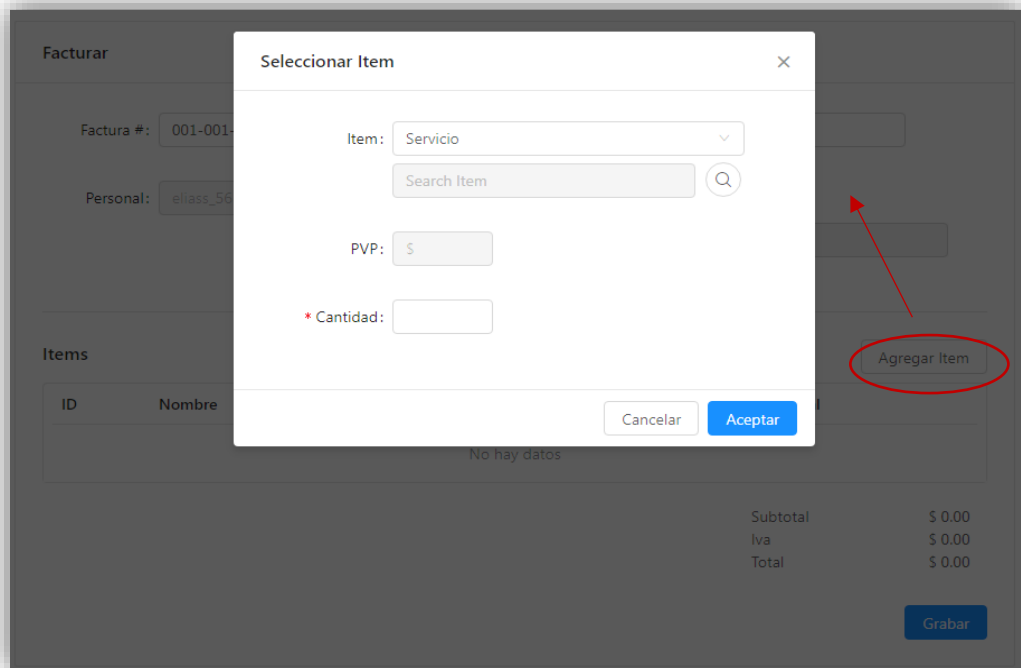 Facturar
Seleccionar Item
Factura #: 001-001-
Item: Servicio
Search Item
Personal: eliass_56
PVP: $
* Cantidad:
Items
Agregar Item
ID Nombre
Cancelar Aceptar
No hay datos
Subtotal $ 0.00
Iva $ 0.00
Total $ 0.00
Grabar